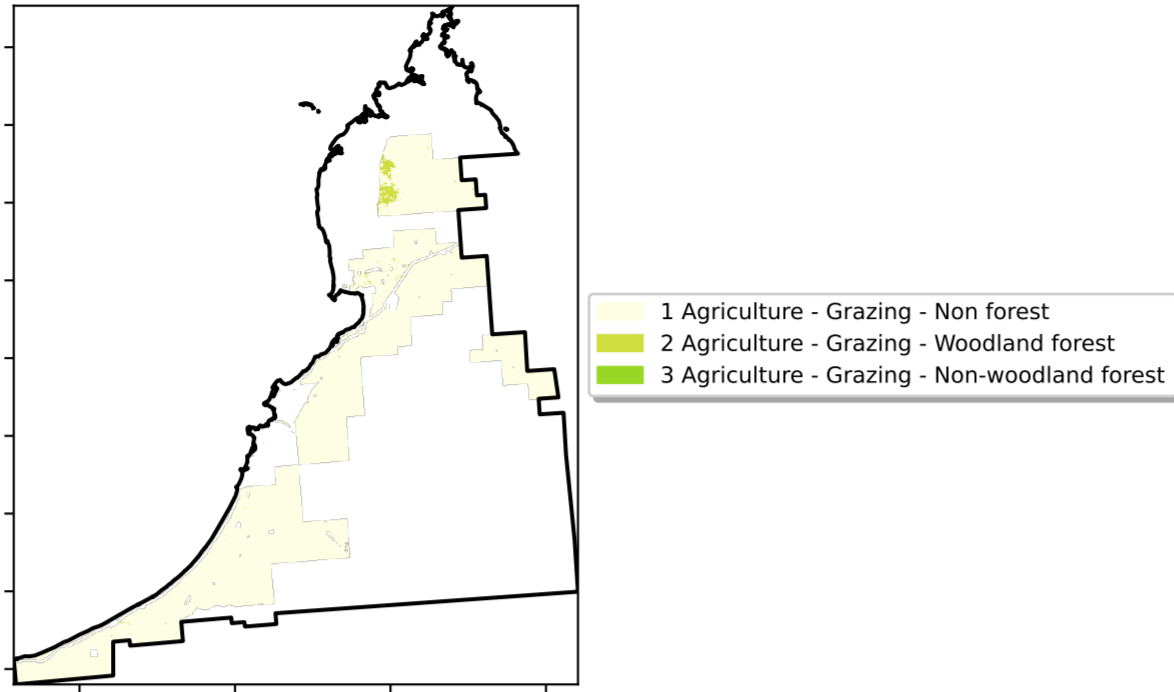 1 Agriculture - Grazing - Non forest
2 Agriculture - Grazing - Woodland forest
3 Agriculture - Grazing - Non-woodland forest